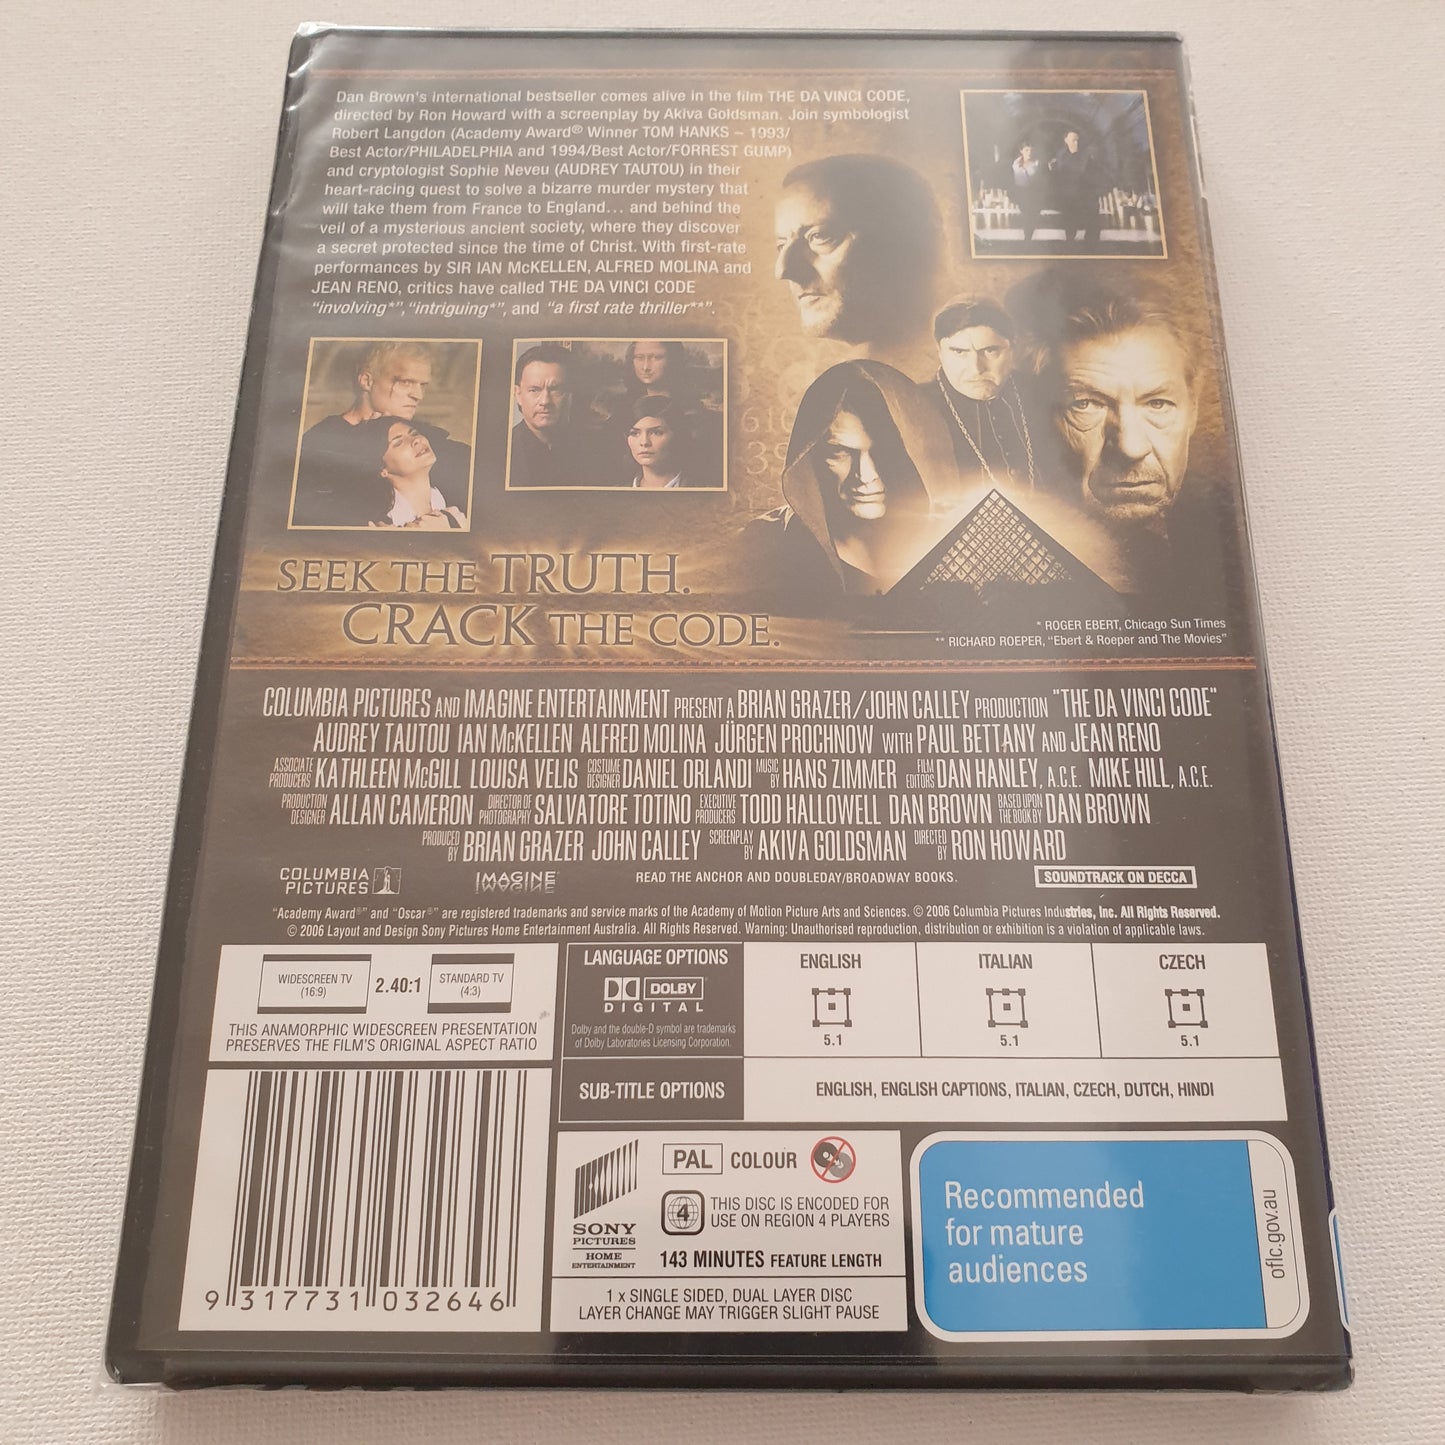 Dan Brown's international bestseller comes alive in the film THE DA VINCI CODE,
directed by Ron Howard with a screenplay by Akiva Goldsman. Join symbologist
Robert Langdon (Academy Award® Winner TOM HANKS – 1993/
Best Actor/PHILADELPHIA and 1994/Best Actor/FORREST GUMP)
and cryptologist Sophie Neveu (AUDREY TAUTOU) in their
heart-racing quest to solve a bizarre murder mystery that
will take them from France to England... and behind the
veil of a mysterious ancient society, where they discover
a secret protected since the time of Christ. With first-rate
performances by SIR IAN McKELLEN, ALFRED MOLINA and
JEAN RENO, critics have called THE DA VINCI CODE
"involving*", "intriguing*", and "a first rate thriller**".
SEEK THE TRUTH.
CRACK THE CODE.
* ROGER EBERT, Chicago Sun Times
** RICHARD ROEPER, "Ebert & Roeper and The Movies"
COLUMBIA PICTURES AND IMAGINE ENTERTAINMENT PRESENT A BRIAN GRAZER/JOHN CALLEY PRODUCTION "THE DA VINCI CODE"
AUDREY TAUTOU IAN McKELLEN ALFRED MOLINA JÜRGEN PROCHNOW WITH PAUL BETTANY AND JEAN RENO
ASSOCIATE PRODUCERS KATHLEEN McGILL LOUISA VELIS COSTUME DESIGNER DANIEL ORLANDI MUSIC BY HANS ZIMMER FILM EDITORS DAN HANLEY, A.C.E. MIKE HILL, A.C.E.
PRODUCTION DESIGNER ALLAN CAMERON DIRECTOR OF PHOTOGRAPHY SALVATORE TOTINO EXECUTIVE PRODUCERS TODD HALLOWELL DAN BROWN BASED UPON THE BOOK BY DAN BROWN
PRODUCED BY BRIAN GRAZER JOHN CALLEY SCREENPLAY BY AKIVA GOLDSMAN DIRECTED BY RON HOWARD
COLUMBIA PICTURES IMAGINE READ THE ANCHOR AND DOUBLEDAY/BROADWAY BOOKS. SOUNDTRACK ON DECCA
"Academy Award®" and "Oscar®" are registered trademarks and service marks of the Academy of Motion Picture Arts and Sciences. © 2006 Columbia Pictures Industries, Inc. All Rights Reserved.
© 2006 Layout and Design Sony Pictures Home Entertainment Australia. All Rights Reserved. Warning: Unauthorised reproduction, distribution or exhibition is a violation of applicable laws.
WIDESCREEN TV (16:9) 2.40:1 STANDARD TV (4:3)
THIS ANAMORPHIC WIDESCREEN PRESENTATION
PRESERVES THE FILM'S ORIGINAL ASPECT RATIO
LANGUAGE OPTIONS
DOLBY
DIGITAL
Dolby and the double-D symbol are trademarks
of Dolby Laboratories Licensing Corporation.
ENGLISH ITALIAN CZECH
5.1 5.1 5.1
SUB-TITLE OPTIONS ENGLISH, ENGLISH CAPTIONS, ITALIAN, CZECH, DUTCH, HINDI
9 317731 032646
SONY
PICTURES
HOME
ENTERTAINMENT
PAL COLOUR
4 THIS DISC IS ENCODED FOR
USE ON REGION 4 PLAYERS
143 MINUTES FEATURE LENGTH
1 x SINGLE SIDED, DUAL LAYER DISC
LAYER CHANGE MAY TRIGGER SLIGHT PAUSE
Recommended
for mature
audiences
oflc.gov.au